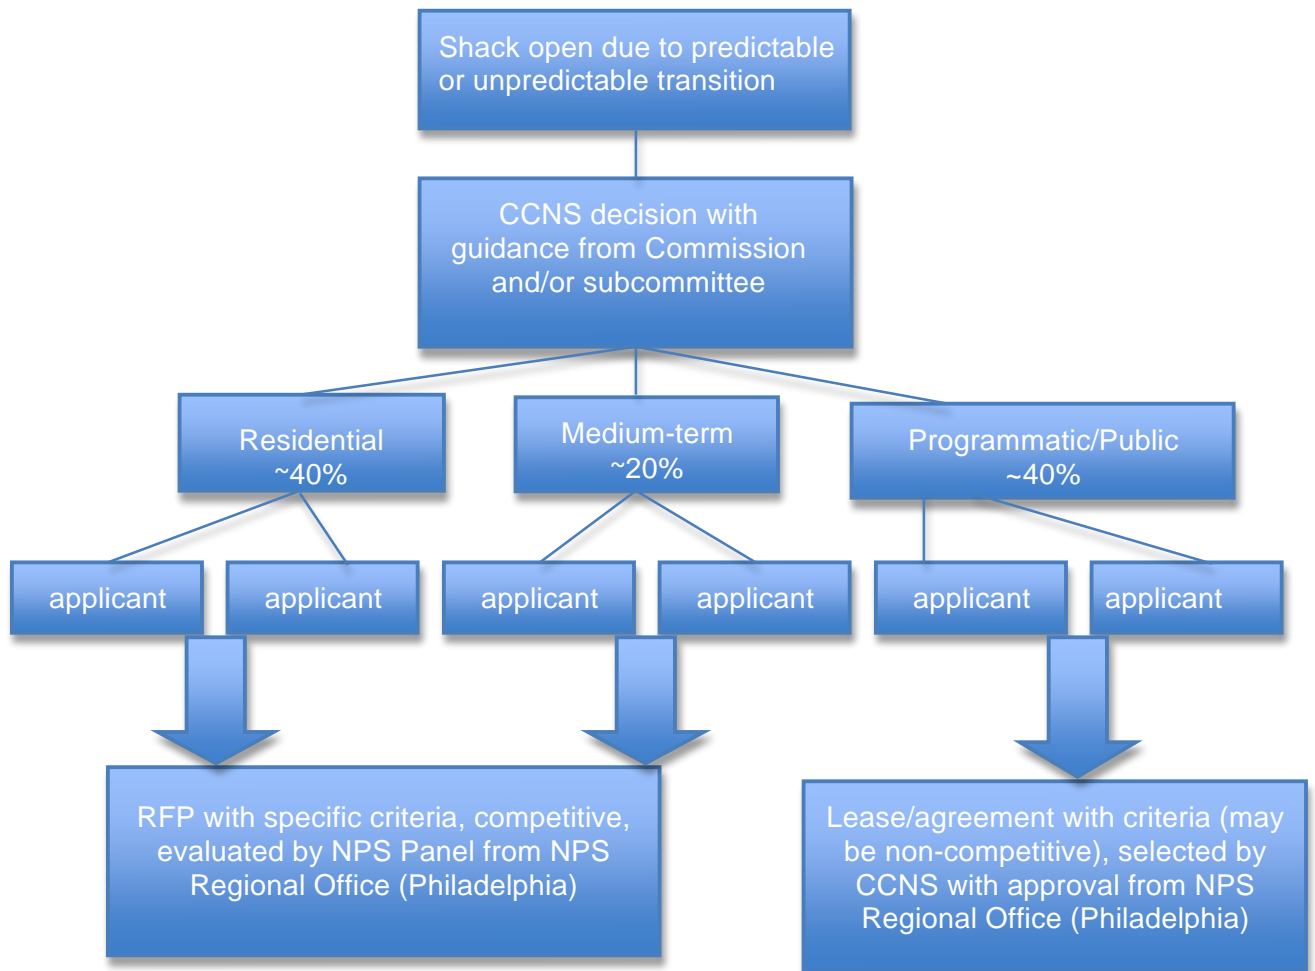 Shack open due to predictable
or unpredictable transition
CCNS decision with
guidance from Commission
and/or subcommittee
Residential
~40%
Medium-term
~20%
Programmatic/Public
~40%
applicant
applicant
applicant
applicant
applicant
applicant
RFP with specific criteria, competitive,
evaluated by NPS Panel from NPS
Regional Office (Philadelphia)
Lease/agreement with criteria (may
be non-competitive), selected by
CCNS with approval from NPS
Regional Office (Philadelphia)